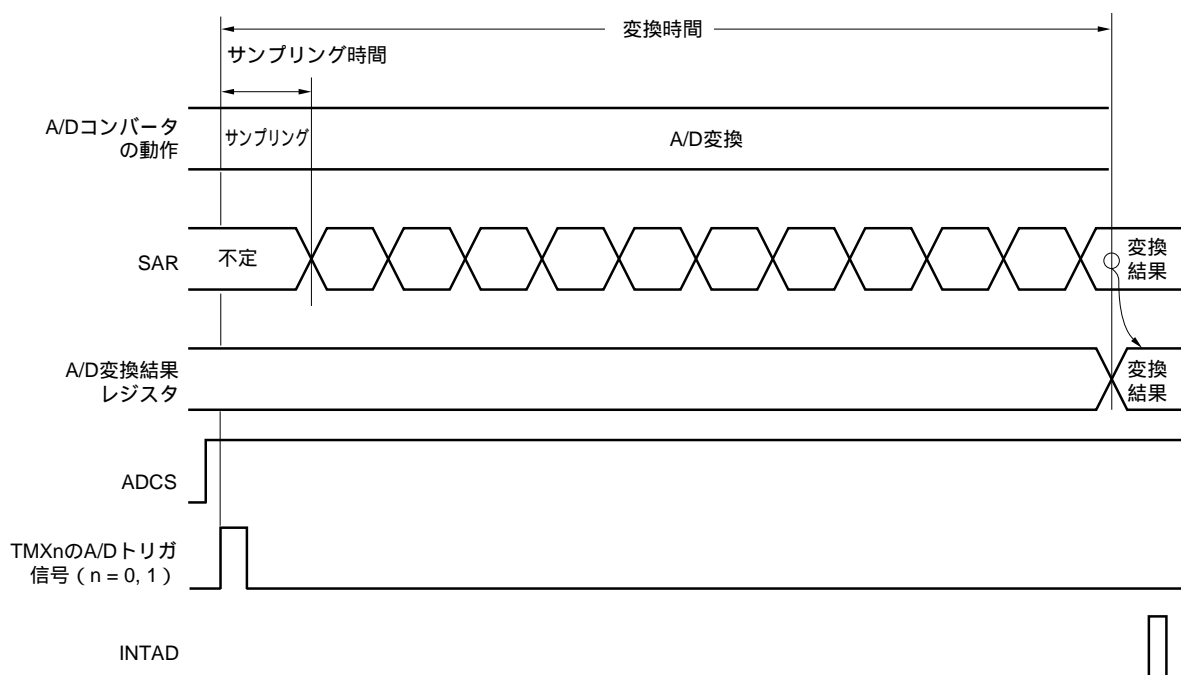 変換時間
サンプリング時間
A/Dコンバータ
の動作
サンプリング
A/D変換
SAR
不定
変換
結果
A/D変換結果
レジスタ
変換
結果
ADCS
TMXnのA/Dトリガ
信号（n = 0, 1）
INTAD